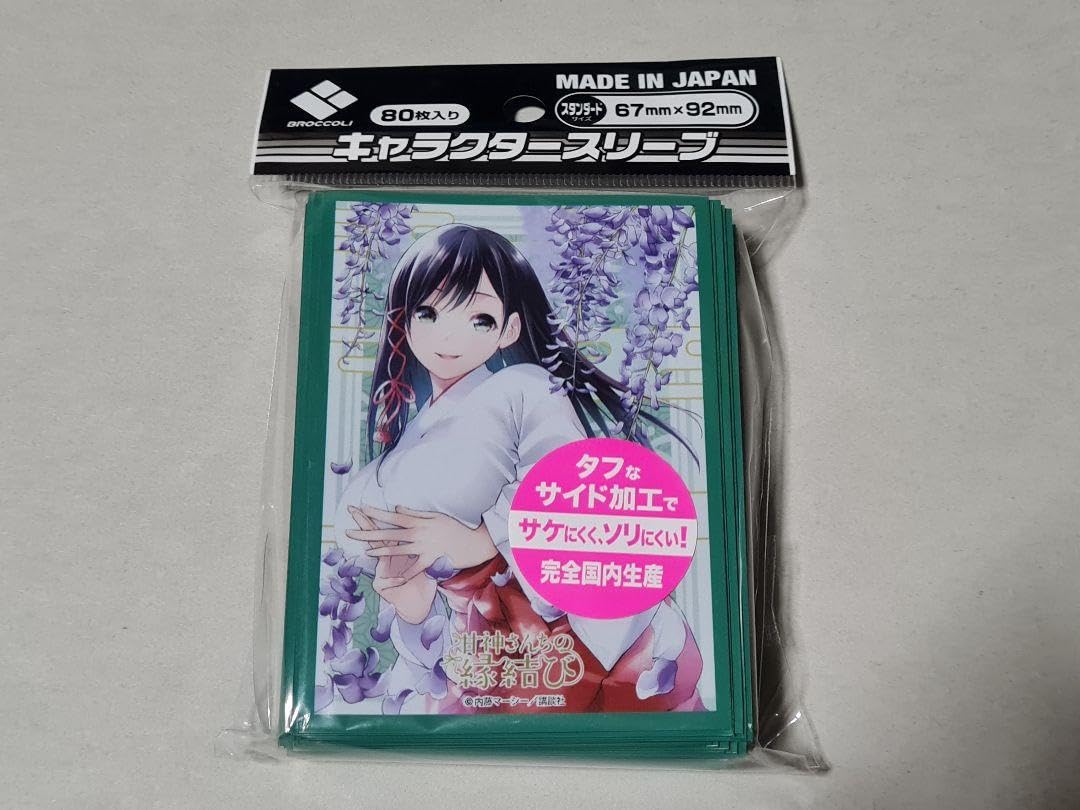 BROCCOLI
80枚入り
MADE IN JAPAN
スタンダードサイズ 67mm×92mm
キャラクタースリーブ
タフな
サイド加工で
サケにくく、ソリにくい!
完全国内生産
甘神さんちの
縁結び
©内藤マーシー/講談社